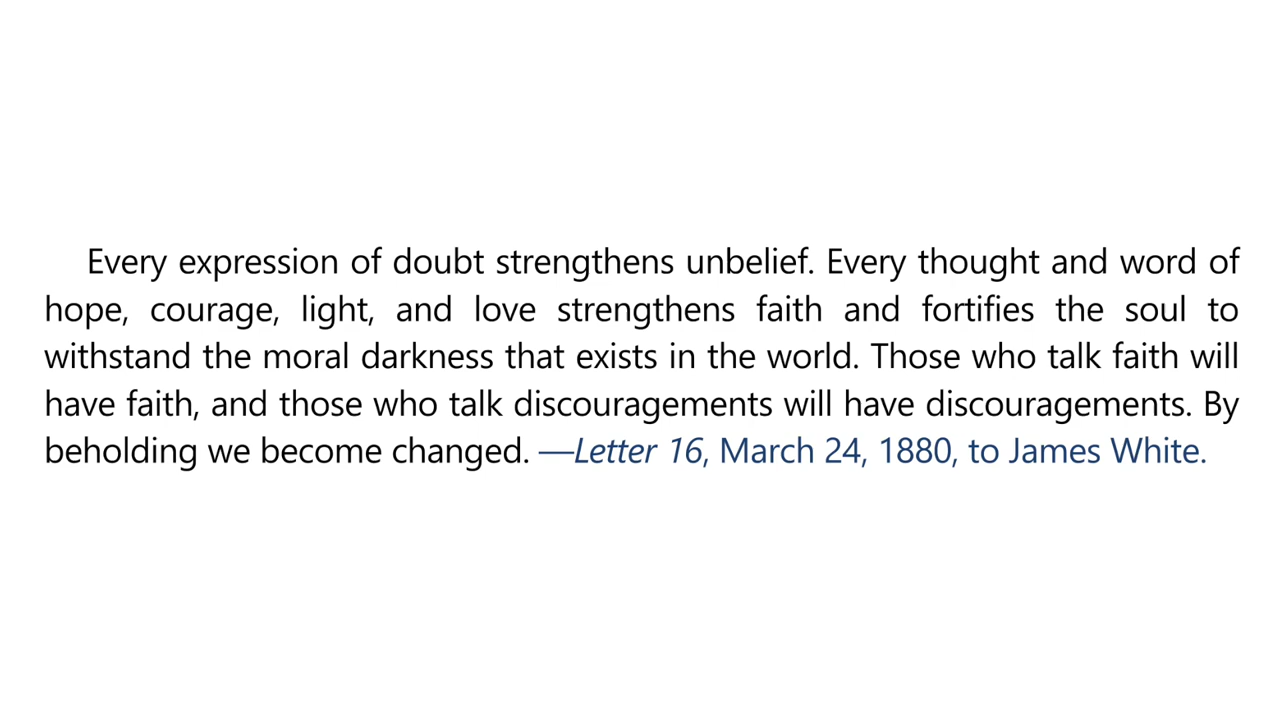 Every expression of doubt strengthens unbelief. Every thought and word of
hope, courage, light, and love strengthens faith and fortifies the soul to
withstand the moral darkness that exists in the world. Those who talk faith will
have faith, and those who talk discouragements will have discouragements. By
beholding we become changed. —Letter 16, March 24, 1880, to James White.